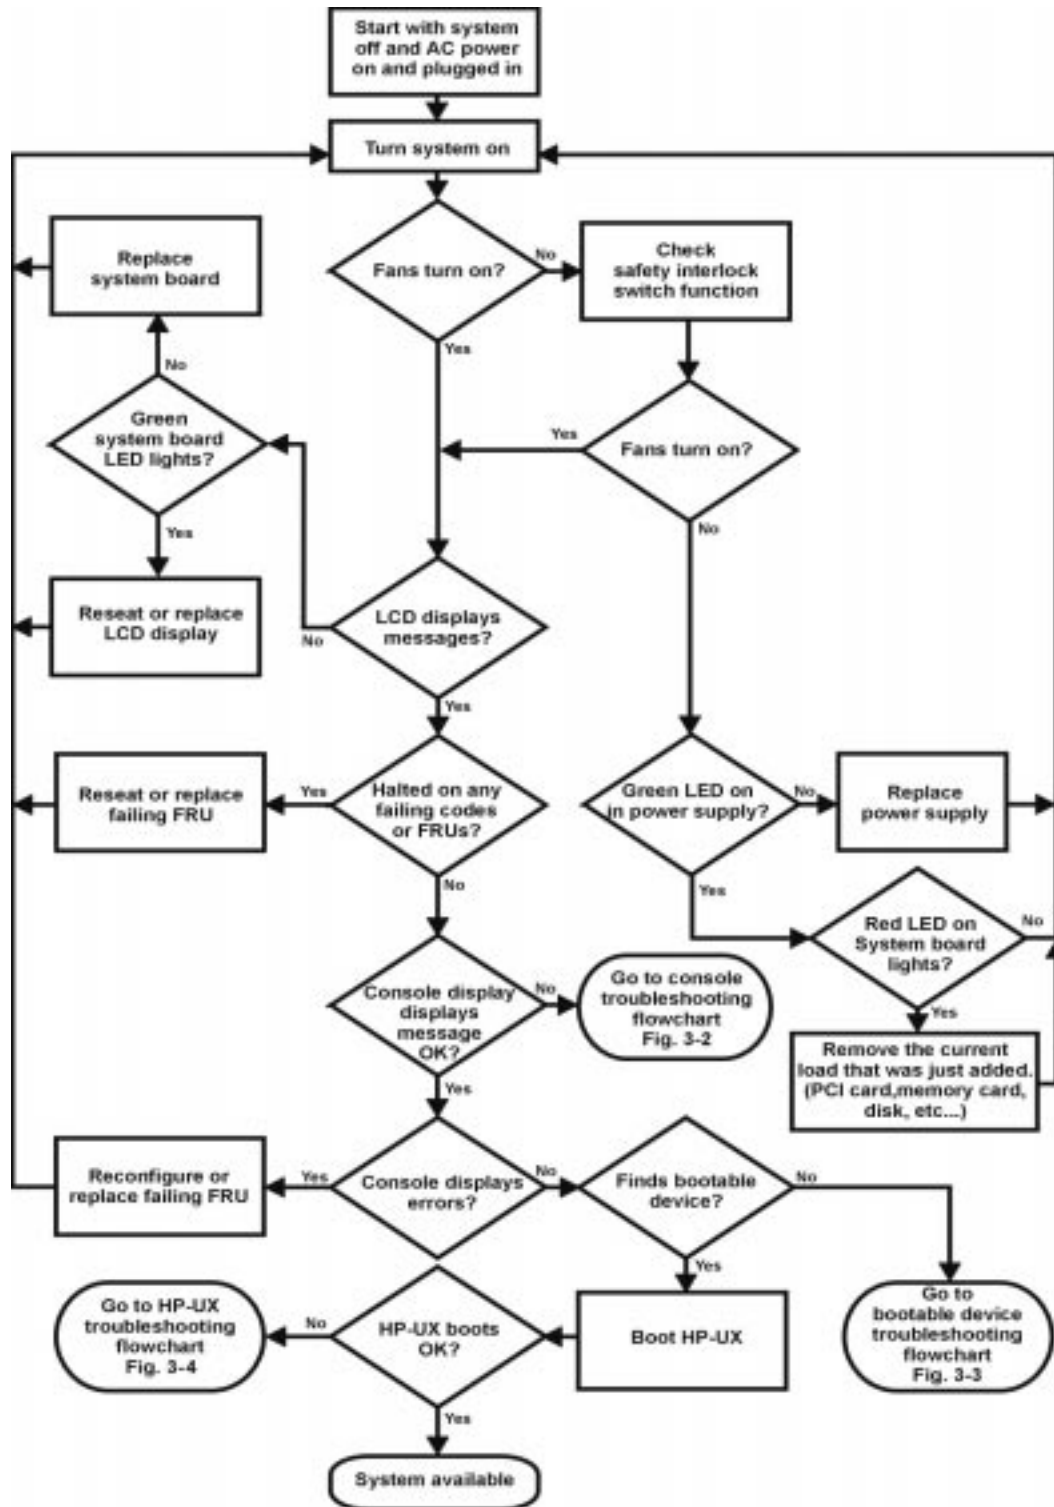 Start with system
off and AC power
on and plugged in
Turn system on
Fans turn on?
No
Check
safety interlock
switch function
Yes
Replace
system board
No
Green
system board
LED lights?
Yes
Fans turn on?
Yes
No
Reseat or replace
LCD display
No
LCD displays
messages?
Yes
Reseat or replace
failing FRU
Yes
Halted on any
failing codes
or FRUs?
No
Green LED on
in power supply?
No
Replace
power supply
Yes
Red LED on
System board
lights?
No
Yes
Remove the current
load that was just added.
(PCI card,memory card,
disk, etc...)
Console display
displays
message
OK?
No
Go to console
troubleshooting
flowchart
Fig. 3-2
Yes
Reconfigure or
replace failing FRU
Yes
Console displays
errors?
No
Finds bootable
device?
No
Yes
Go to HP-UX
troubleshooting
flowchart
Fig. 3-4
No
HP-UX boots
OK?
Boot HP-UX
Go to
bootable device
troubleshooting
flowchart
Fig. 3-3
Yes
System available